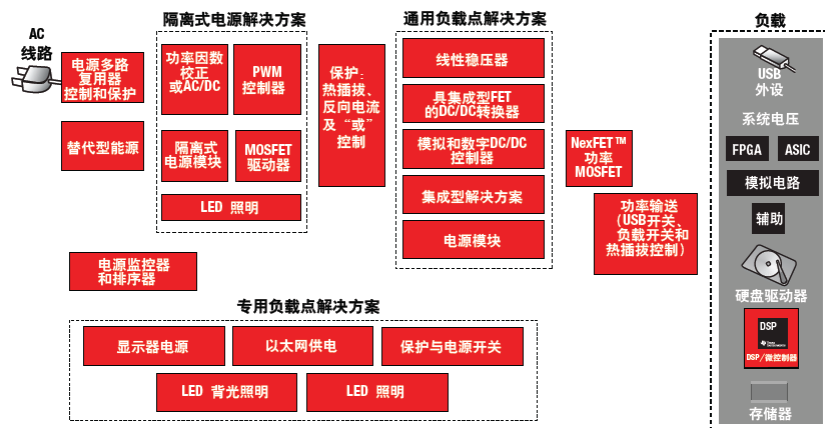 AC
线路
电源多路
复用器
控制和保护
替代型能源
隔离式电源解决方案
功率因数
校正
或AC/DC
PWM
控制器
隔离式
电源模块
MOSFET
驱动器
LED 照明
保护:
热插拔、
反向电流
及“或”
控制
通用负载点解决方案
线性稳压器
具集成型FET
的DC/DC转换器
模拟和数字DC/DC
控制器
集成型解决方案
电源模块
NexFET™
功率
MOSFET
功率输送
(USB开关、
负载开关和
热插拔控制)
电源监控器
和排序器
专用负载点解决方案
显示器电源
以太网供电
保护与电源开关
LED 背光照明
LED 照明
负载
USB
外设
系统电压
FPGA
ASIC
模拟电路
辅助
硬盘驱动器
DSP
DSP/微控制器
存储器